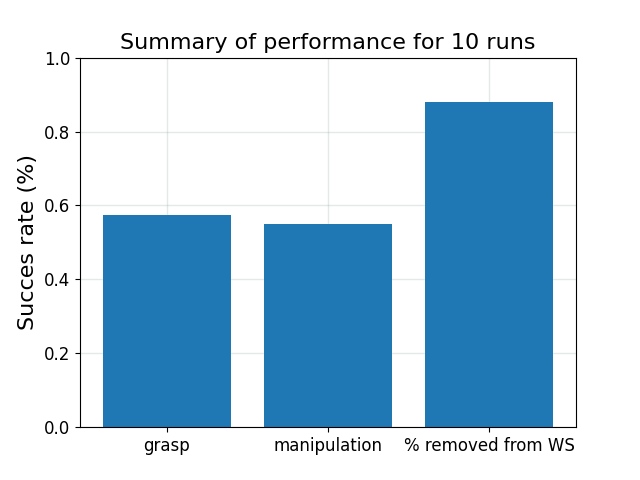 Summary of performance for 10 runs
Succes rate (%)
1.0
0.8
0.6
0.4
0.2
0.0
grasp
manipulation
% removed from WS